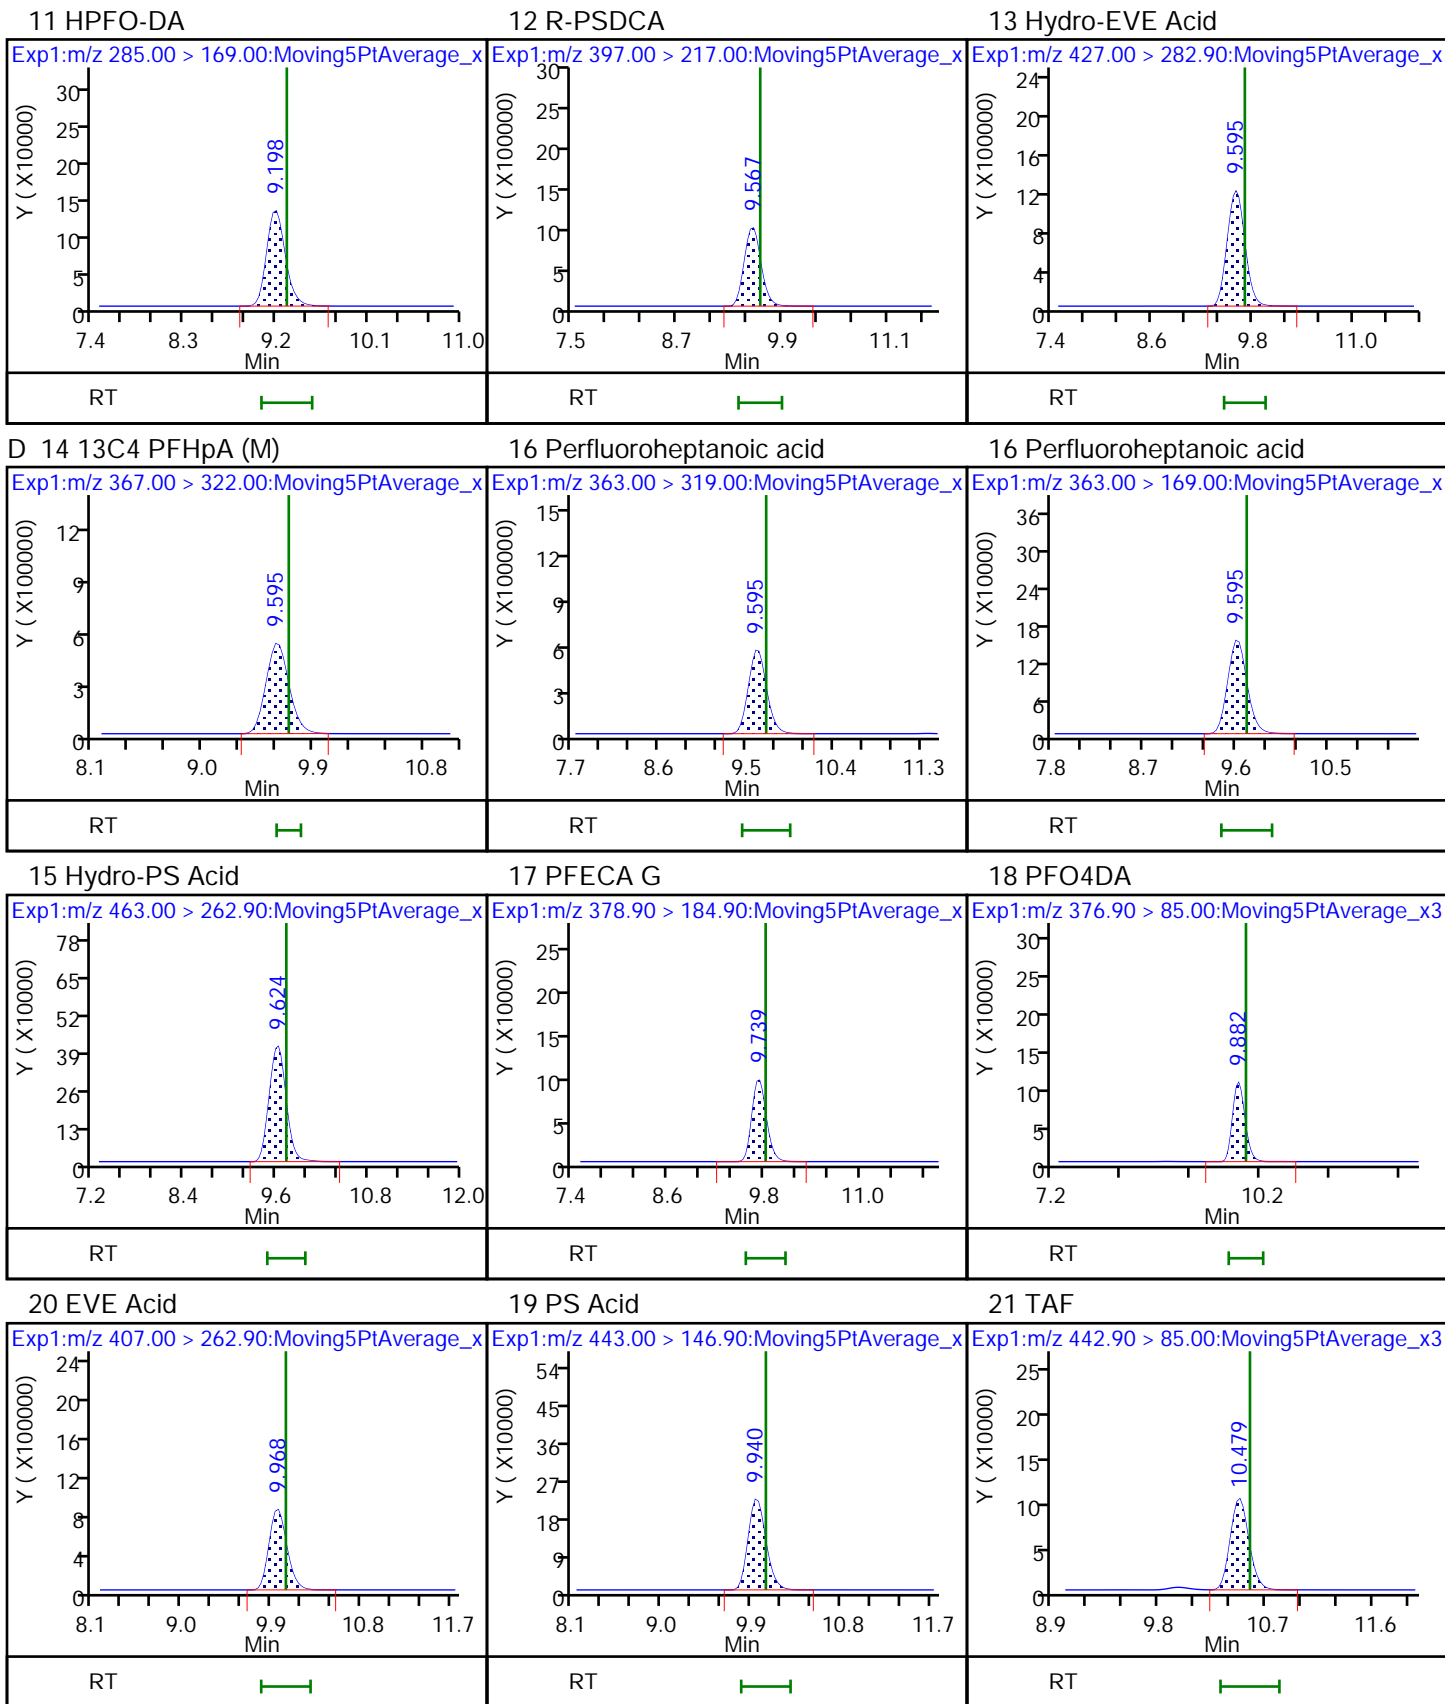 11 HPFO-DA
Exp1:m/z 285.00 > 169.00:Moving5PtAverage_x
Y ( X100000)
30
25
20
15
10
5
0
9.198
7.4 8.3 9.2 10.1 11.0
Min
RT
12 R-PSDCA
Exp1:m/z 397.00 > 217.00:Moving5PtAverage_x
Y ( X100000)
30
25
20
15
10
5
0
9.567
7.5 8.7 9.9 11.1
Min
RT
13 Hydro-EVE Acid
Exp1:m/z 427.00 > 282.90:Moving5PtAverage_x
Y ( X100000)
24
20
16
12
8
4
0
9.595
7.4 8.6 9.8 11.0
Min
RT
D 14 13C4 PFHpA (M)
Exp1:m/z 367.00 > 322.00:Moving5PtAverage_x
Y ( X100000)
12
9
6
3
0
9.595
8.1 9.0 9.9 10.8
Min
RT
16 Perfluoroheptanoic acid
Exp1:m/z 363.00 > 319.00:Moving5PtAverage_x
Y ( X100000)
15
12
9
6
3
0
9.595
7.7 8.6 9.5 10.4 11.3
Min
RT
16 Perfluoroheptanoic acid
Exp1:m/z 363.00 > 169.00:Moving5PtAverage_x
Y ( X100000)
36
30
24
18
12
6
0
9.595
7.8 8.7 9.6 10.5
Min
RT
15 Hydro-PS Acid
Exp1:m/z 463.00 > 262.90:Moving5PtAverage_x
Y ( X10000)
78
65
52
39
26
13
0
9.624
7.2 8.4 9.6 10.8 12.0
Min
RT
17 PFECA G
Exp1:m/z 378.90 > 184.90:Moving5PtAverage_x
Y ( X10000)
25
20
15
10
5
0
9.739
7.4 8.6 9.8 11.0
Min
RT
18 PFO4DA
Exp1:m/z 376.90 > 85.00:Moving5PtAverage_x3
Y ( X10000)
30
25
20
15
10
5
0
9.882
7.2 10.2
Min
RT
20 EVE Acid
Exp1:m/z 407.00 > 262.90:Moving5PtAverage_x
Y ( X100000)
24
20
16
12
8
4
0
9.968
8.1 9.0 9.9 10.8 11.7
Min
RT
19 PS Acid
Exp1:m/z 443.00 > 146.90:Moving5PtAverage_x
Y ( X10000)
54
45
36
27
18
9
0
9.940
8.1 9.0 9.9 10.8 11.7
Min
RT
21 TAF
Exp1:m/z 442.90 > 85.00:Moving5PtAverage_x3
Y ( X10000)
25
20
15
10
5
0
10.479
8.9 9.8 10.7 11.6
Min
RT